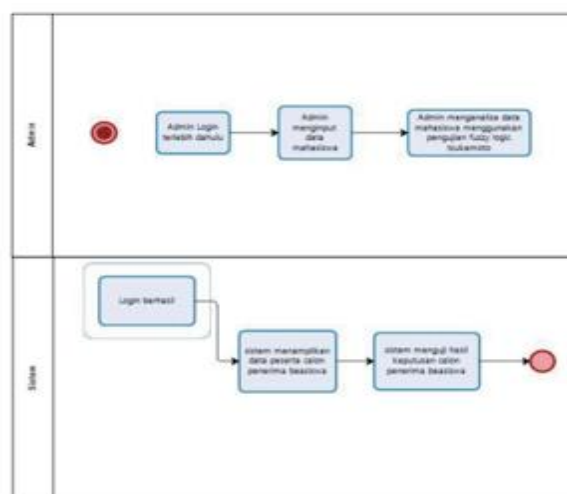 Admin
Admin Login
terlebih dahulu
Admin
menginput
data
mahasiswa
Admin menganalisa data
mahasiswa menggunakan
pengujian fuzzy logic
tsukamoto
Sistem
Login berhasil
sistem menampilkan
data peserta calon
penerima beasiswa
sistem menguji hasil
keputusan calon
penerima beasiswa